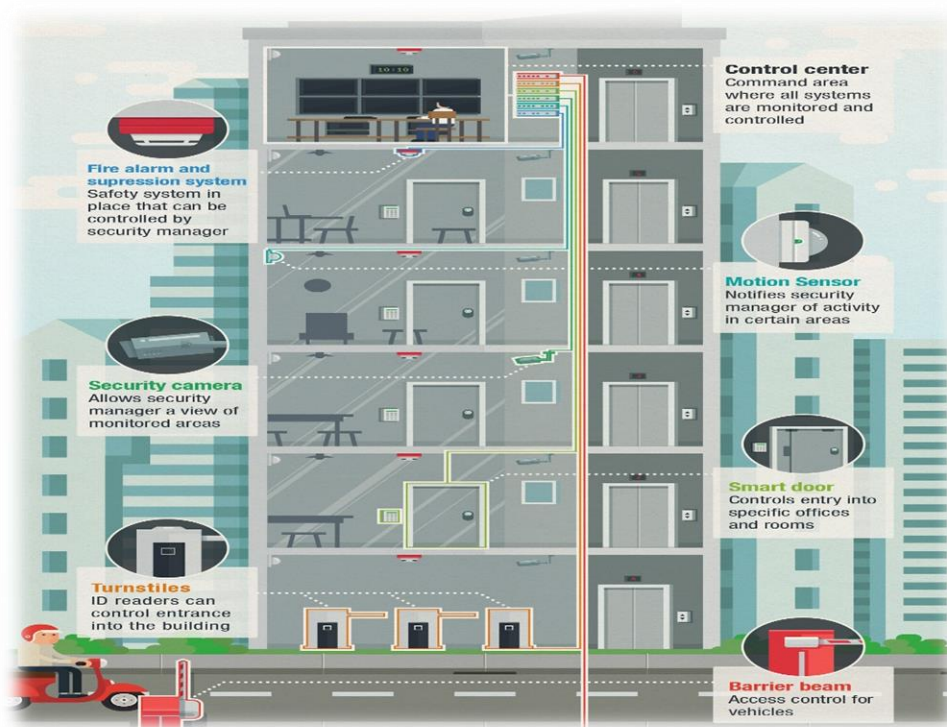 10:10
Control center
Command area
where all systems
are monitored and
controlled
Fire alarm and
supression system
Safety system in
place that can be
controlled by
security manager
Motion Sensor
Notifies security
manager of activity
in certain areas
Security camera
Allows security
manager a view of
monitored areas
Smart door
Controls entry into
specific offices
and rooms
Turnstiles
ID readers can
control entrance
into the building
Barrier beam
Access control for
vehicles